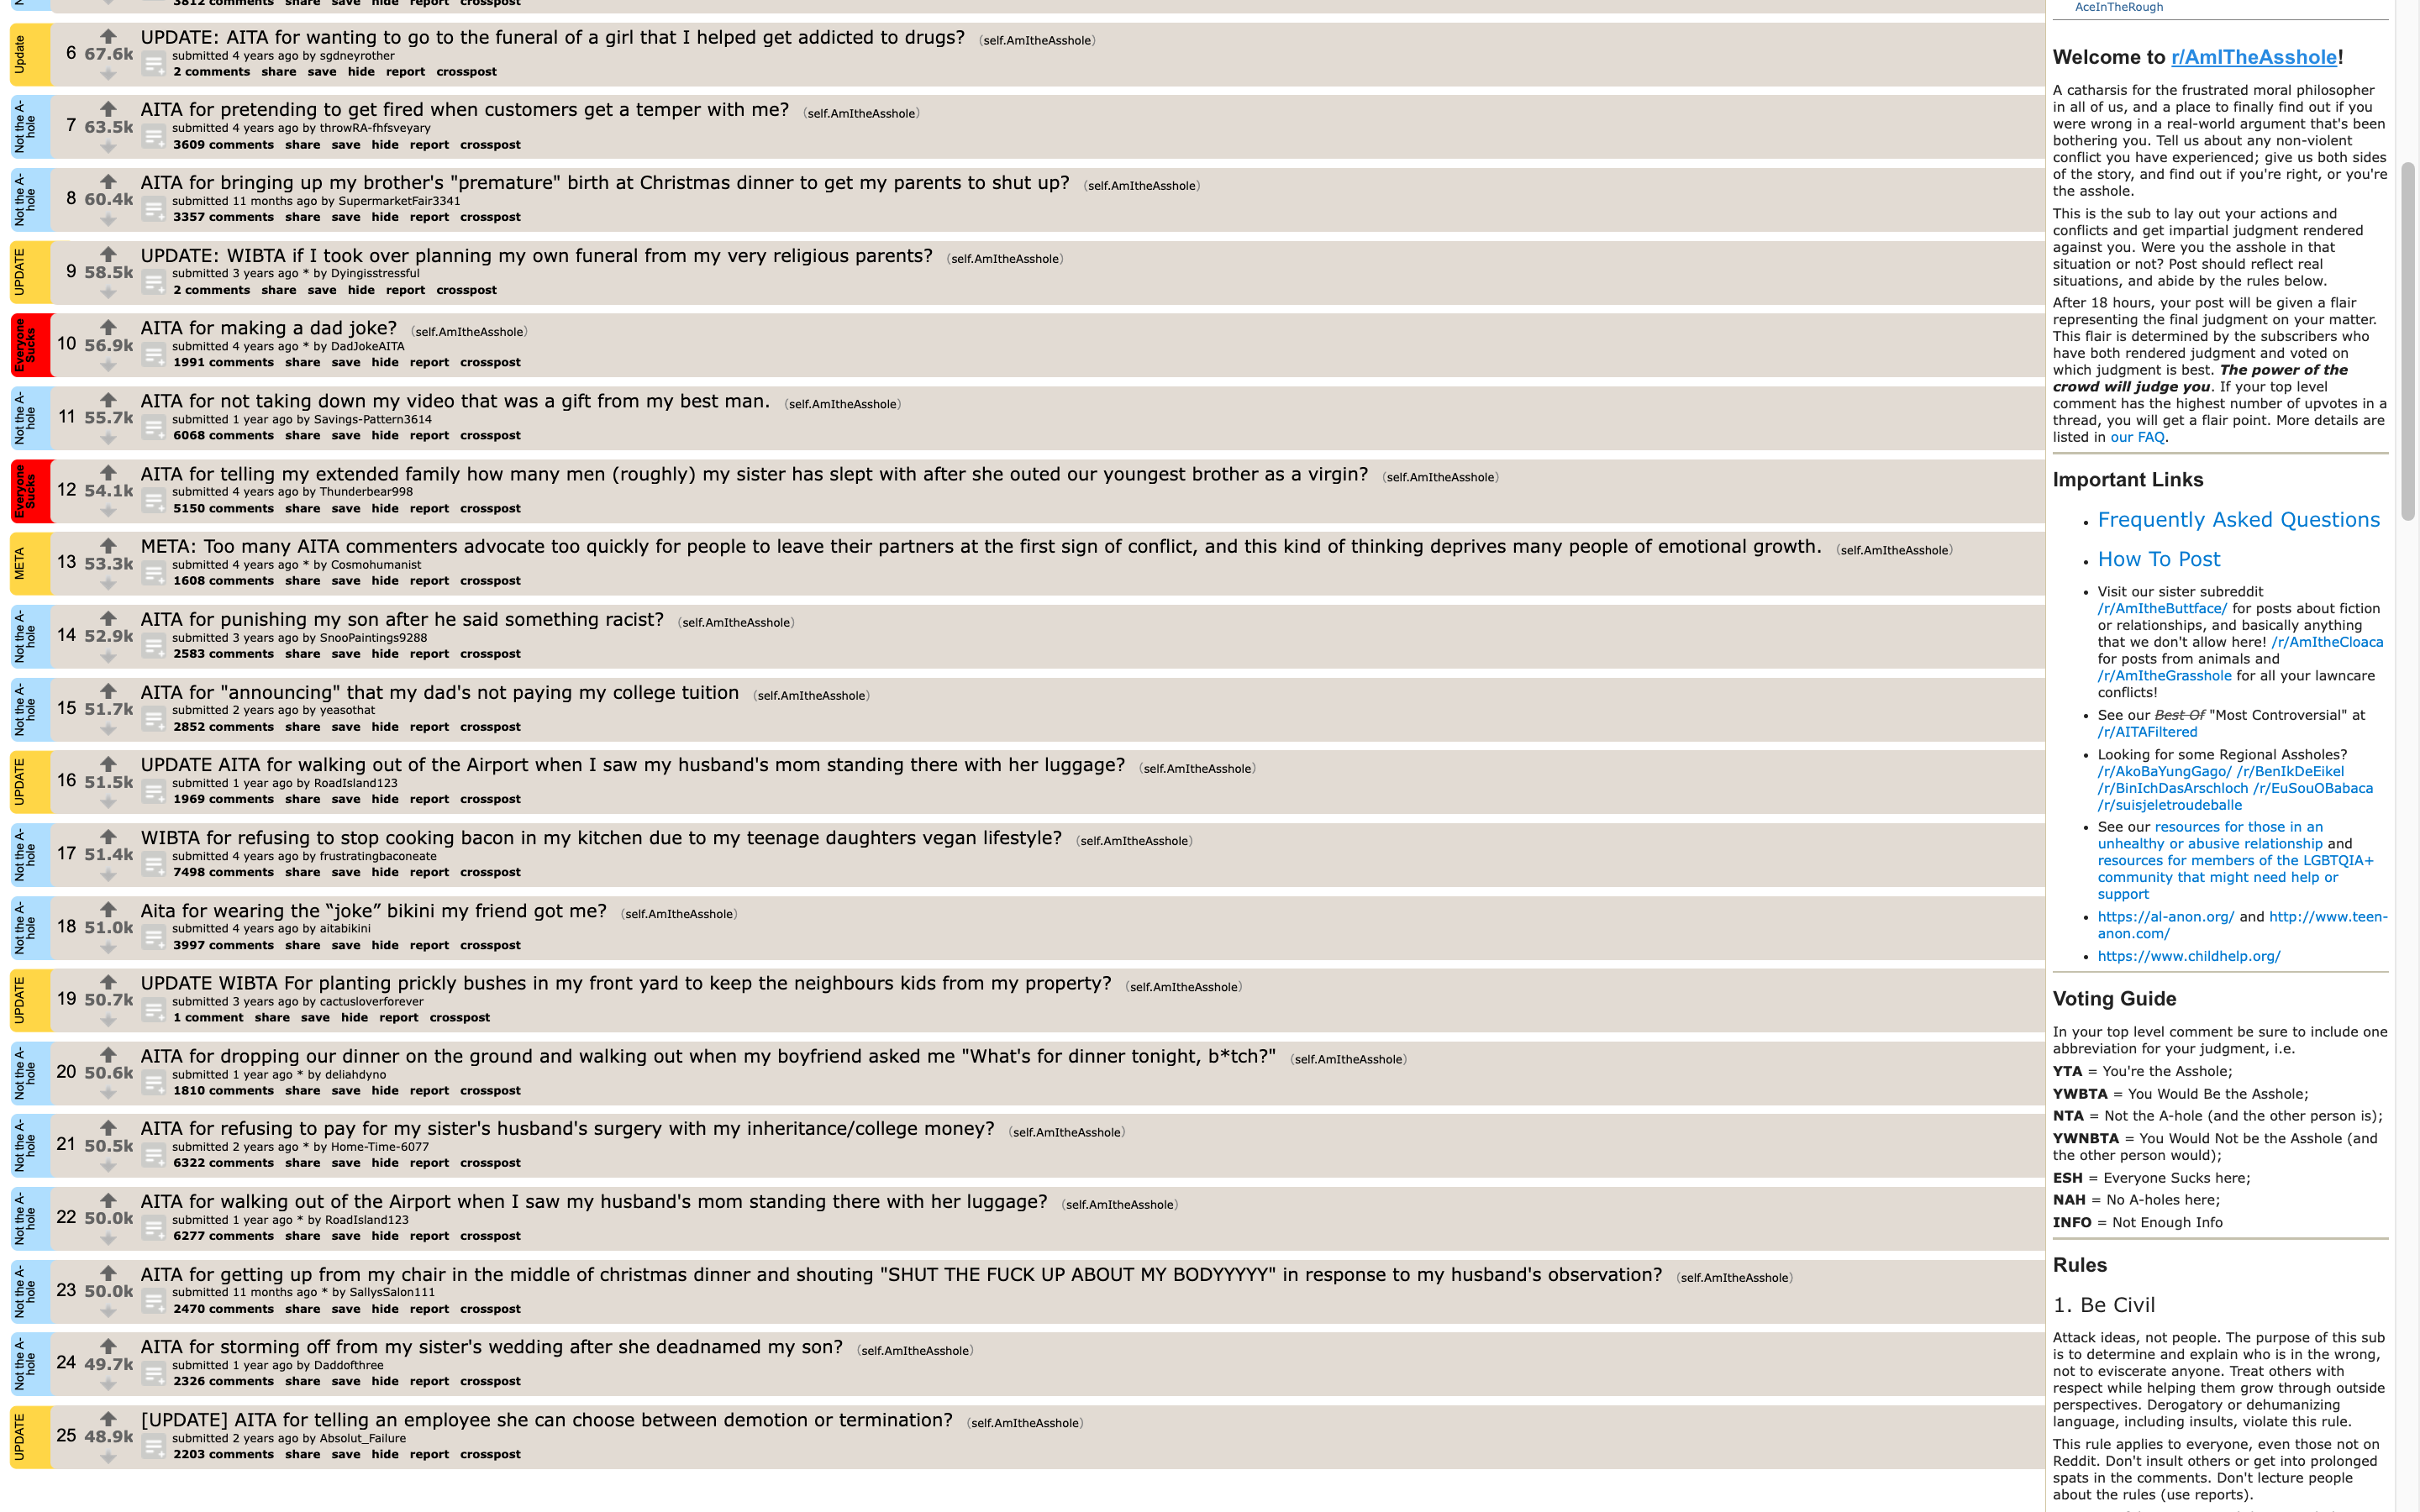 3812 comments share save hide report crosspost
Update
6 67.6k UPDATE: AITA for wanting to go to the funeral of a girl that I helped get addicted to drugs? (self.AmItheAsshole)
submitted 4 years ago by sgdneyrother
2 comments share save hide report crosspost
Not the A-hole
7 63.5k AITA for pretending to get fired when customers get a temper with me? (self.AmItheAsshole)
submitted 4 years ago by throwRA-fhfsveyary
3609 comments share save hide report crosspost
Not the A-hole
8 60.4k AITA for bringing up my brother's "premature" birth at Christmas dinner to get my parents to shut up? (self.AmItheAsshole)
submitted 11 months ago by SupermarketFair3341
3357 comments share save hide report crosspost
UPDATE
9 58.5k UPDATE: WIBTA if I took over planning my own funeral from my very religious parents? (self.AmItheAsshole)
submitted 3 years ago * by Dyingisstressful
2 comments share save hide report crosspost
Everyone Sucks
10 56.9k AITA for making a dad joke? (self.AmItheAsshole)
submitted 4 years ago * by DadJokeAITA
1991 comments share save hide report crosspost
Not the A-hole
11 55.7k AITA for not taking down my video that was a gift from my best man. (self.AmItheAsshole)
submitted 1 year ago by Savings-Pattern3614
6068 comments share save hide report crosspost
Everyone Sucks
12 54.1k AITA for telling my extended family how many men (roughly) my sister has slept with after she outed our youngest brother as a virgin? (self.AmItheAsshole)
submitted 4 years ago by Thunderbear998
5150 comments share save hide report crosspost
META
13 53.3k META: Too many AITA commenters advocate too quickly for people to leave their partners at the first sign of conflict, and this kind of thinking deprives many people of emotional growth. (self.AmItheAsshole)
submitted 4 years ago * by Cosmohumanist
1608 comments share save hide report crosspost
Not the A-hole
14 52.9k AITA for punishing my son after he said something racist? (self.AmItheAsshole)
submitted 3 years ago by SnooPaintings9288
2583 comments share save hide report crosspost
Not the A-hole
15 51.7k AITA for "announcing" that my dad's not paying my college tuition (self.AmItheAsshole)
submitted 2 years ago by yeasothat
2852 comments share save hide report crosspost
UPDATE
16 51.5k UPDATE AITA for walking out of the Airport when I saw my husband's mom standing there with her luggage? (self.AmItheAsshole)
submitted 1 year ago by RoadIsland123
1969 comments share save hide report crosspost
Not the A-hole
17 51.4k WIBTA for refusing to stop cooking bacon in my kitchen due to my teenage daughters vegan lifestyle? (self.AmItheAsshole)
submitted 4 years ago by frustratingbaconeate
7498 comments share save hide report crosspost
Not the A-hole
18 51.0k Aita for wearing the “joke” bikini my friend got me? (self.AmItheAsshole)
submitted 4 years ago by aitabikini
3997 comments share save hide report crosspost
UPDATE
19 50.7k UPDATE WIBTA For planting prickly bushes in my front yard to keep the neighbours kids from my property? (self.AmItheAsshole)
submitted 3 years ago by cactusloverforever
1 comment share save hide report crosspost
Not the A-hole
20 50.6k AITA for dropping our dinner on the ground and walking out when my boyfriend asked me "What's for dinner tonight, b*tch?" (self.AmItheAsshole)
submitted 1 year ago * by deliahdyno
1810 comments share save hide report crosspost
Not the A-hole
21 50.5k AITA for refusing to pay for my sister's husband's surgery with my inheritance/college money? (self.AmItheAsshole)
submitted 2 years ago * by Home-Time-6077
6322 comments share save hide report crosspost
Not the A-hole
22 50.0k AITA for walking out of the Airport when I saw my husband's mom standing there with her luggage? (self.AmItheAsshole)
submitted 1 year ago * by RoadIsland123
6277 comments share save hide report crosspost
Not the A-hole
23 50.0k AITA for getting up from my chair in the middle of christmas dinner and shouting "SHUT THE FUCK UP ABOUT MY BODYYYYY" in response to my husband's observation? (self.AmItheAsshole)
submitted 11 months ago * by SallysSalon111
2470 comments share save hide report crosspost
Not the A-hole
24 49.7k AITA for storming off from my sister's wedding after she deadnamed my son? (self.AmItheAsshole)
submitted 1 year ago by Daddofthree
2326 comments share save hide report crosspost
UPDATE
25 48.9k [UPDATE] AITA for telling an employee she can choose between demotion or termination? (self.AmItheAsshole)
submitted 2 years ago by Absolut_Failure
2203 comments share save hide report crosspost
AceInTheRough
Welcome to r/AmITheAsshole!
A catharsis for the frustrated moral philosopher
in all of us, and a place to finally find out if you
were wrong in a real-world argument that's been
bothering you. Tell us about any non-violent
conflict you have experienced; give us both sides
of the story, and find out if you're right, or you're
the asshole.
This is the sub to lay out your actions and
conflicts and get impartial judgment rendered
against you. Were you the asshole in that
situation or not? Post should reflect real
situations, and abide by the rules below.
After 18 hours, your post will be given a flair
representing the final judgment on your matter.
This flair is determined by the subscribers who
have both rendered judgment and voted on
which judgment is best. The power of the
crowd will judge you. If your top level
comment has the highest number of upvotes in a
thread, you will get a flair point. More details are
listed in our FAQ.
Important Links
• Frequently Asked Questions
• How To Post
• Visit our sister subreddit
/r/AmItheButtface/ for posts about fiction
or relationships, and basically anything
that we don't allow here! /r/AmItheCloaca
for posts from animals and
/r/AmItheGrasshole for all your lawncare
conflicts!
• See our Best Of "Most Controversial" at
/r/AITAFiltered
• Looking for some Regional Assholes?
/r/AkoBaYungGago/ /r/BenIkDeEikel
/r/BinIchDasArschloch /r/EuSouOBabaca
/r/suisjeletroudeballe
• See our resources for those in an
unhealthy or abusive relationship and
resources for members of the LGBTQIA+
community that might need help or
support
• https://al-anon.org/ and http://www.teen-
anon.com/
• https://www.childhelp.org/
Voting Guide
In your top level comment be sure to include one
abbreviation for your judgment, i.e.
YTA = You're the Asshole;
YWBTA = You Would Be the Asshole;
NTA = Not the A-hole (and the other person is);
YWNBTA = You Would Not be the Asshole (and
the other person would);
ESH = Everyone Sucks here;
NAH = No A-holes here;
INFO = Not Enough Info
Rules
1. Be Civil
Attack ideas, not people. The purpose of this sub
is to determine and explain who is in the wrong,
not to eviscerate anyone. Treat others with
respect while helping them grow through outside
perspectives. Derogatory or dehumanizing
language, including insults, violate this rule.
This rule applies to everyone, even those not on
Reddit. Don't insult others or get into prolonged
spats in the comments. Don't lecture people
about the rules (use reports).